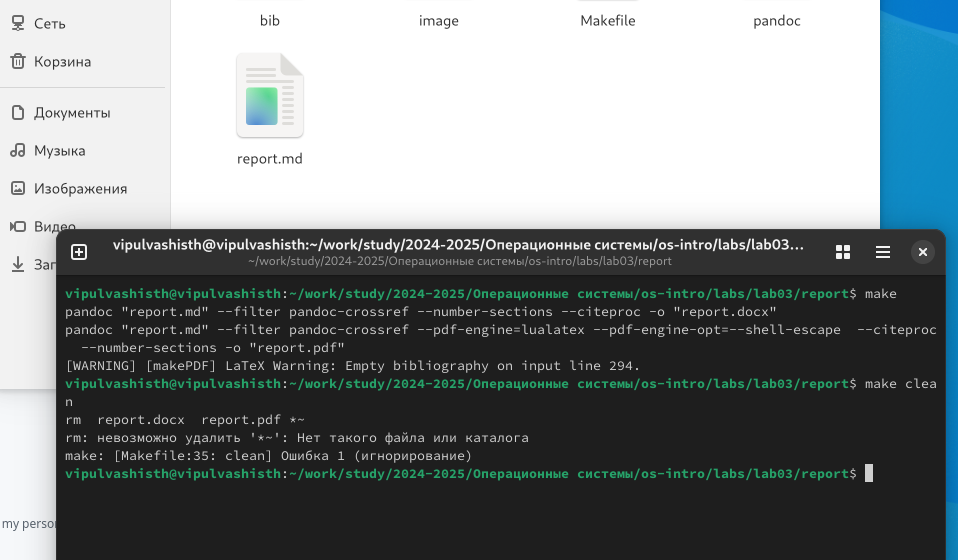 Сеть
Корзина
Документы
Музыка
Изображения
Видео
bib
image
Makefile
pandoc
report.md
vipulvashisth@vipulvashisth:~/work/study/2024-2025/Операционные системы/os-intro/labs/lab03...
~/work/study/2024-2025/Операционные системы/os-intro/labs/lab03/report
vipulvashisth@vipulvashisth:~/work/study/2024-2025/Операционные системы/os-intro/labs/lab03/report$ make
pandoc "report.md" --filter pandoc-crossref --number-sections --citeproc -o "report.docx"
pandoc "report.md" --filter pandoc-crossref --pdf-engine=lualatex --pdf-engine-opt=--shell-escape  --citeproc
  --number-sections -o "report.pdf"
[WARNING] [makePDF] LaTeX Warning: Empty bibliography on input line 294.
vipulvashisth@vipulvashisth:~/work/study/2024-2025/Операционные системы/os-intro/labs/lab03/report$ make clea
n
rm  report.docx  report.pdf *~
rm: невозможно удалить '*~': Нет такого файла или каталога
make: [Makefile:35: clean] Ошибка 1 (игнорирование)
vipulvashisth@vipulvashisth:~/work/study/2024-2025/Операционные системы/os-intro/labs/lab03/report$
my